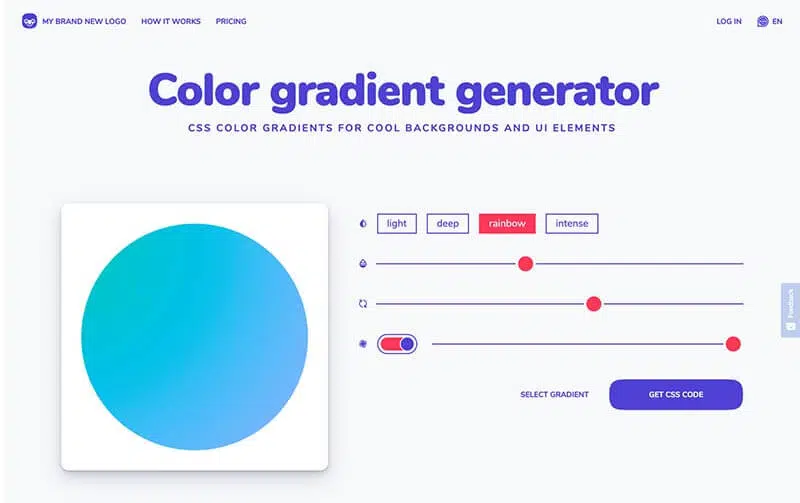 MY BRAND NEW LOGO HOW IT WORKS PRICING LOG IN EN
Color gradient generator
CSS COLOR GRADIENTS FOR COOL BACKGROUNDS AND UI ELEMENTS
light deep rainbow intense
Feedback
SELECT GRADIENT GET CSS CODE